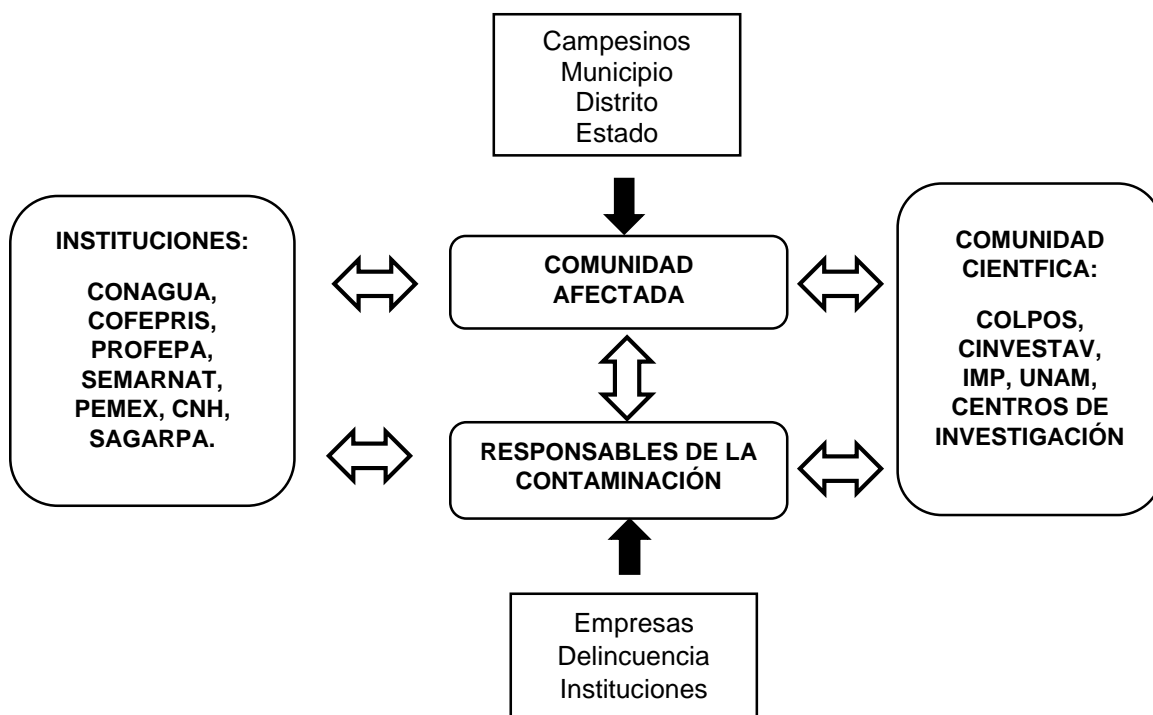 Campesinos
Municipio
Distrito
Estado
INSTITUCIONES:
CONAGUA,
COFEPRIS,
PROFEPA,
SEMARNAT,
PEMEX, CNH,
SAGARPA.
COMUNIDAD
AFECTADA
RESPONSABLES DE LA
CONTAMINACIÓN
COMUNIDAD
CIENTFICA:
COLPOS,
CINVESTAV,
IMP, UNAM,
CENTROS DE
INVESTIGACIÓN
Empresas
Delincuencia
Instituciones